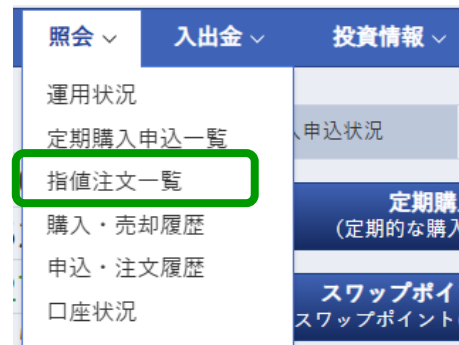 照会 入出金 投資情報
運用状況
定期購入申込一覧
申込状況
指値注文一覧
定期購
購入・売却履歴
(定期的な購入
申込・注文履歴
スワップポイ
口座状況
スワップポイント